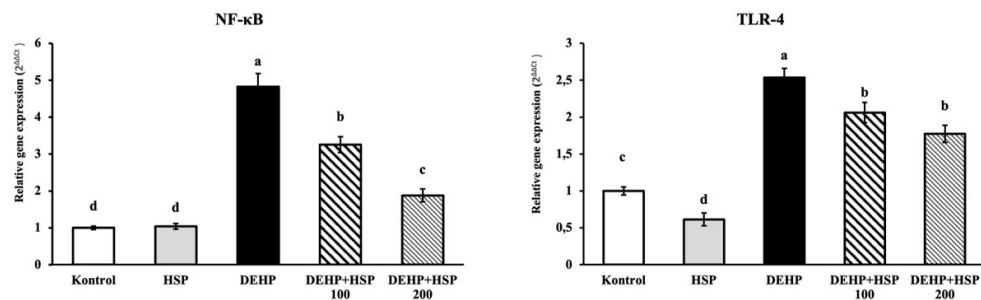 NF-κB
Relative gene expression (2^ΔΔCt)
6
5
4
3
2
1
0
d
d
a
b
c
Kontrol
HSP
DEHP
DEHP+HSP
100
DEHP+HSP
200
TLR-4
Relative gene expression (2^ΔΔCt)
3
2,5
2
1,5
1
0,5
0
c
d
a
b
b
Kontrol
HSP
DEHP
DEHP+HSP
100
DEHP+HSP
200